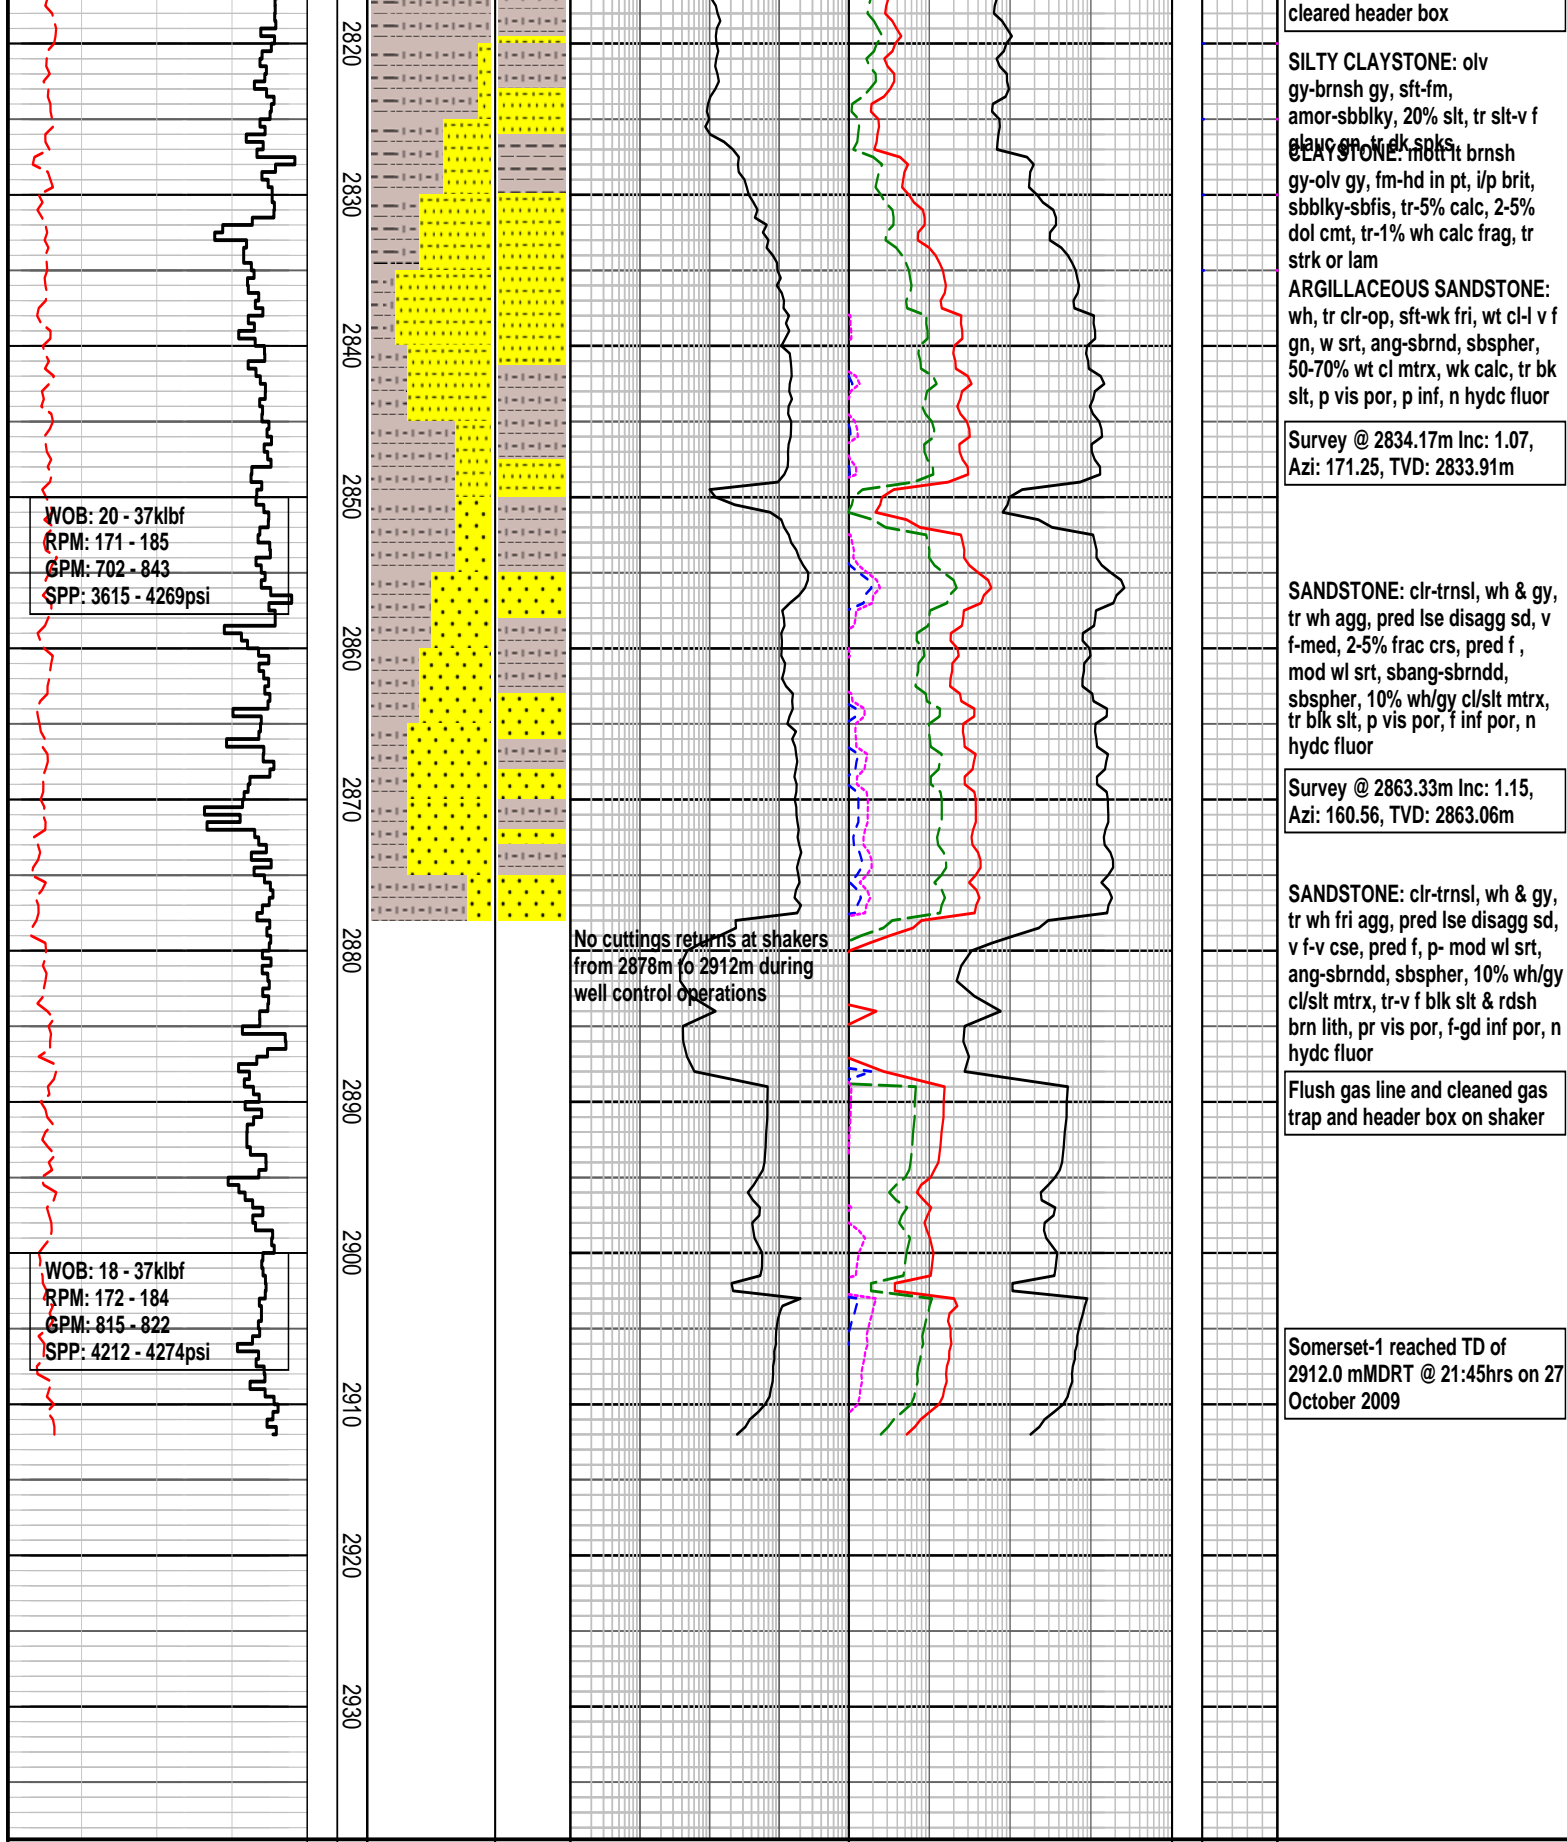 cleared header box
SILTY CLAYSTONE: olv
gy-brnsh gy, sft-fm,
amor-sbblky, 20% slt, tr slt-v f
glauc gn, tr dk spks
CLAYSTONE: mott lt brnsh
gy-olv gy, fm-hd in pt, i/p brit,
sbblky-sbfis, tr-5% calc, 2-5%
dol cmt, tr-1% wh calc frag, tr
strk or lam
ARGILLACEOUS SANDSTONE:
wh, tr clr-op, sft-wk fri, wt cl-l v f
gn, w srt, ang-sbrnd, sbspher,
50-70% wt cl mtrx, wk calc, tr bk
slt, p vis por, p inf, n hydc fluor
Survey @ 2834.17m Inc: 1.07,
Azi: 171.25, TVD: 2833.91m
SANDSTONE: clr-trnsl, wh & gy,
tr wh agg, pred lse disagg sd, v
f-med, 2-5% frac crs, pred f ,
mod wl srt, sbang-sbrndd,
sbspher, 10% wh/gy cl/slt mtrx,
tr blk slt, p vis por, f inf por, n
hydc fluor
Survey @ 2863.33m Inc: 1.15,
Azi: 160.56, TVD: 2863.06m
SANDSTONE: clr-trnsl, wh & gy,
tr wh fri agg, pred lse disagg sd,
v f-v cse, pred f, p- mod wl srt,
ang-sbrndd, sbspher, 10% wh/gy
cl/slt mtrx, tr-v f blk slt & rdsh
brn lith, pr vis por, f-gd inf por, n
hydc fluor
Flush gas line and cleaned gas
trap and header box on shaker
Somerset-1 reached TD of
2912.0 mMDRT @ 21:45hrs on 27
October 2009
WOB: 20 - 37klbf
RPM: 171 - 185
GPM: 702 - 843
SPP: 3615 - 4269psi
WOB: 18 - 37klbf
RPM: 172 - 184
GPM: 815 - 822
SPP: 4212 - 4274psi
No cuttings returns at shakers
from 2878m to 2912m during
well control operations
2820
2830
2840
2850
2860
2870
2880
2890
2900
2910
2920
2930